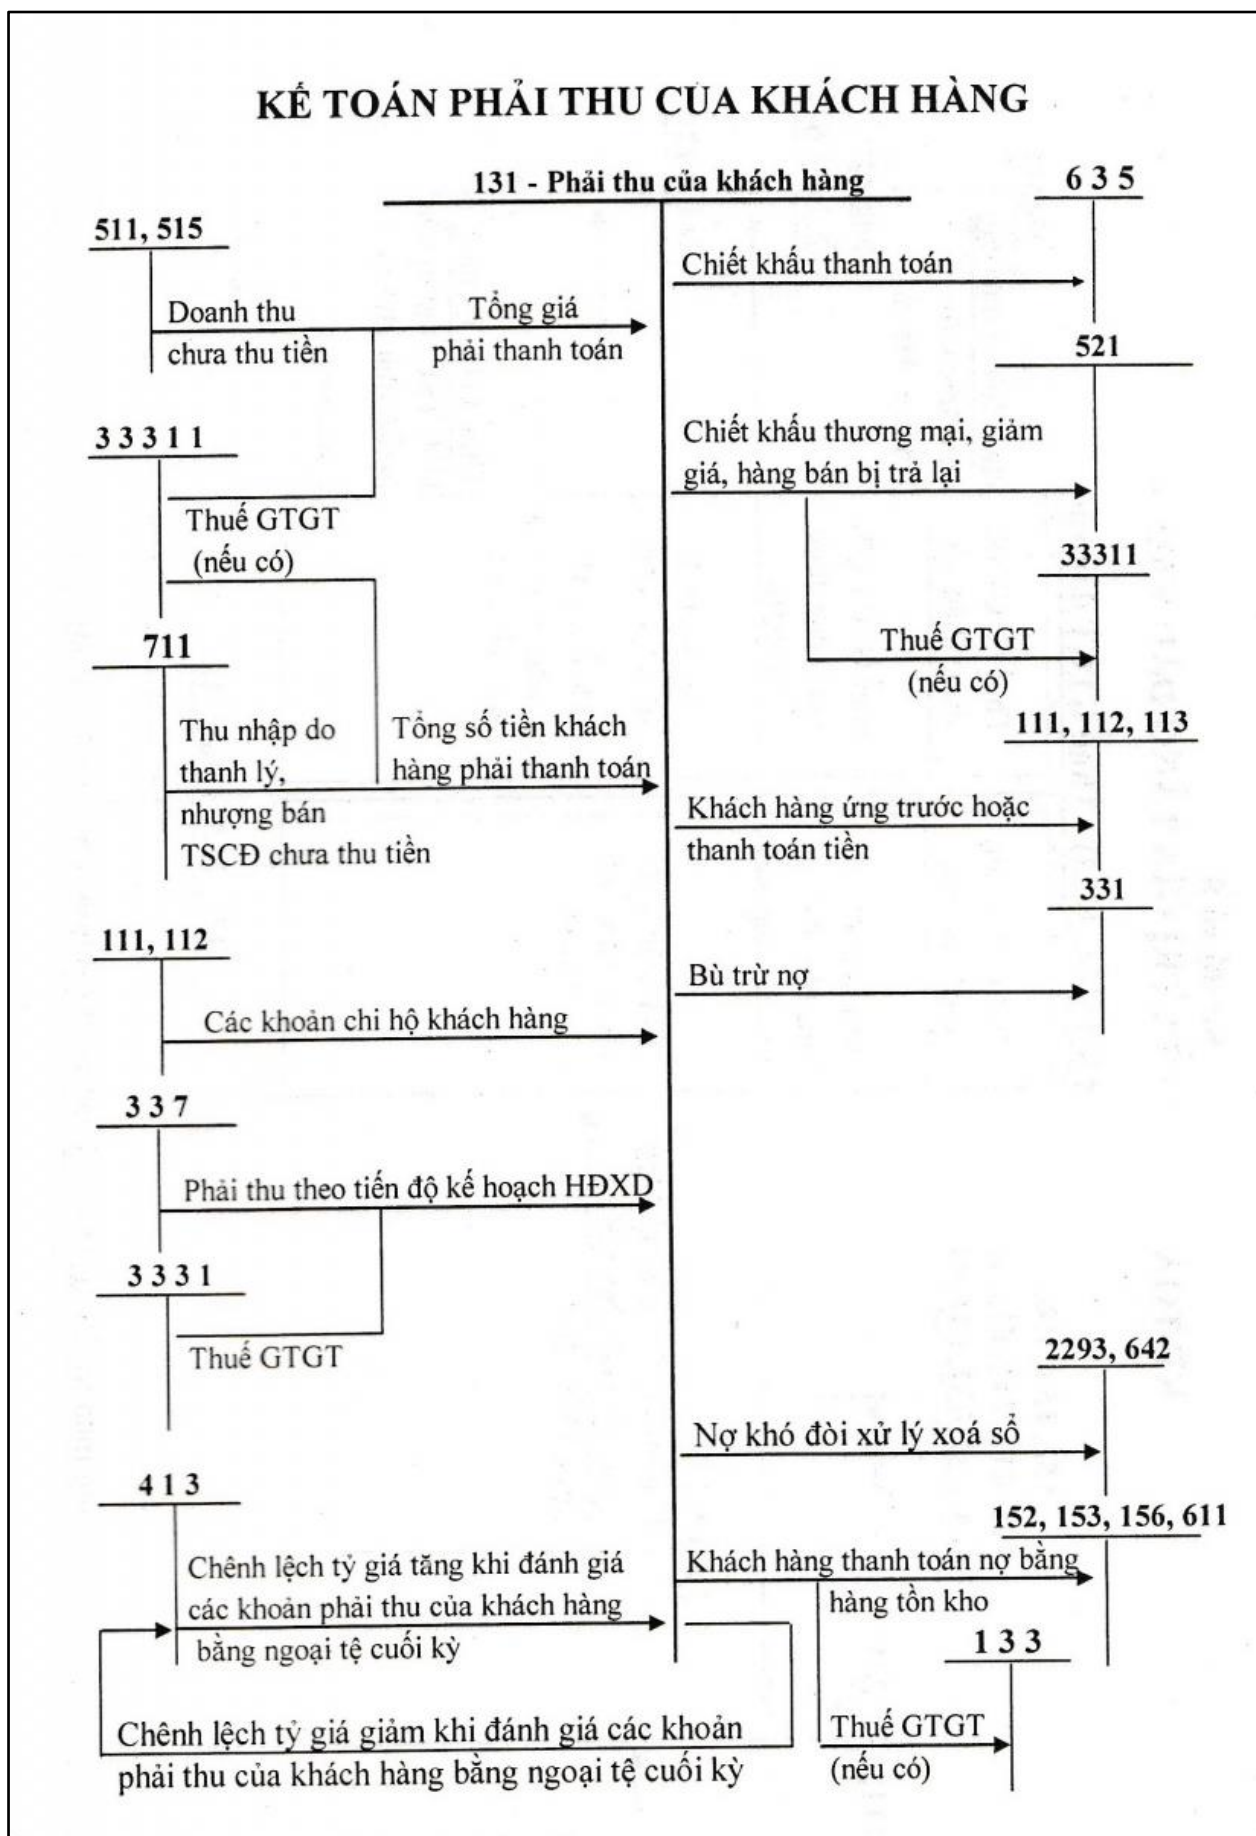 KẾ TOÁN PHẢI THU CỦA KHÁCH HÀNG
131 - Phải thu của khách hàng
6 3 5
511, 515
Chiết khấu thanh toán
Doanh thu
chưa thu tiền
Tổng giá
phải thanh toán
521
3 3 3 1 1
Chiết khấu thương mại, giảm
giá, hàng bán bị trả lại
Thuế GTGT
(nếu có)
33311
711
Thuế GTGT
(nếu có)
Thu nhập do
thanh lý,
nhượng bán
TSCĐ chưa thu tiền
Tổng số tiền khách
hàng phải thanh toán
111, 112, 113
Khách hàng ứng trước hoặc
thanh toán tiền
331
111, 112
Bù trừ nợ
Các khoản chi hộ khách hàng
3 3 7
Phải thu theo tiến độ kế hoạch HĐXD
3 3 3 1
Thuế GTGT
2293, 642
Nợ khó đòi xử lý xoá sổ
4 1 3
152, 153, 156, 611
Chênh lệch tỷ giá tăng khi đánh giá
các khoản phải thu của khách hàng
bằng ngoại tệ cuối kỳ
Khách hàng thanh toán nợ bằng
hàng tồn kho
1 3 3
Chênh lệch tỷ giá giảm khi đánh giá các khoản
phải thu của khách hàng bằng ngoại tệ cuối kỳ
Thuế GTGT
(nếu có)